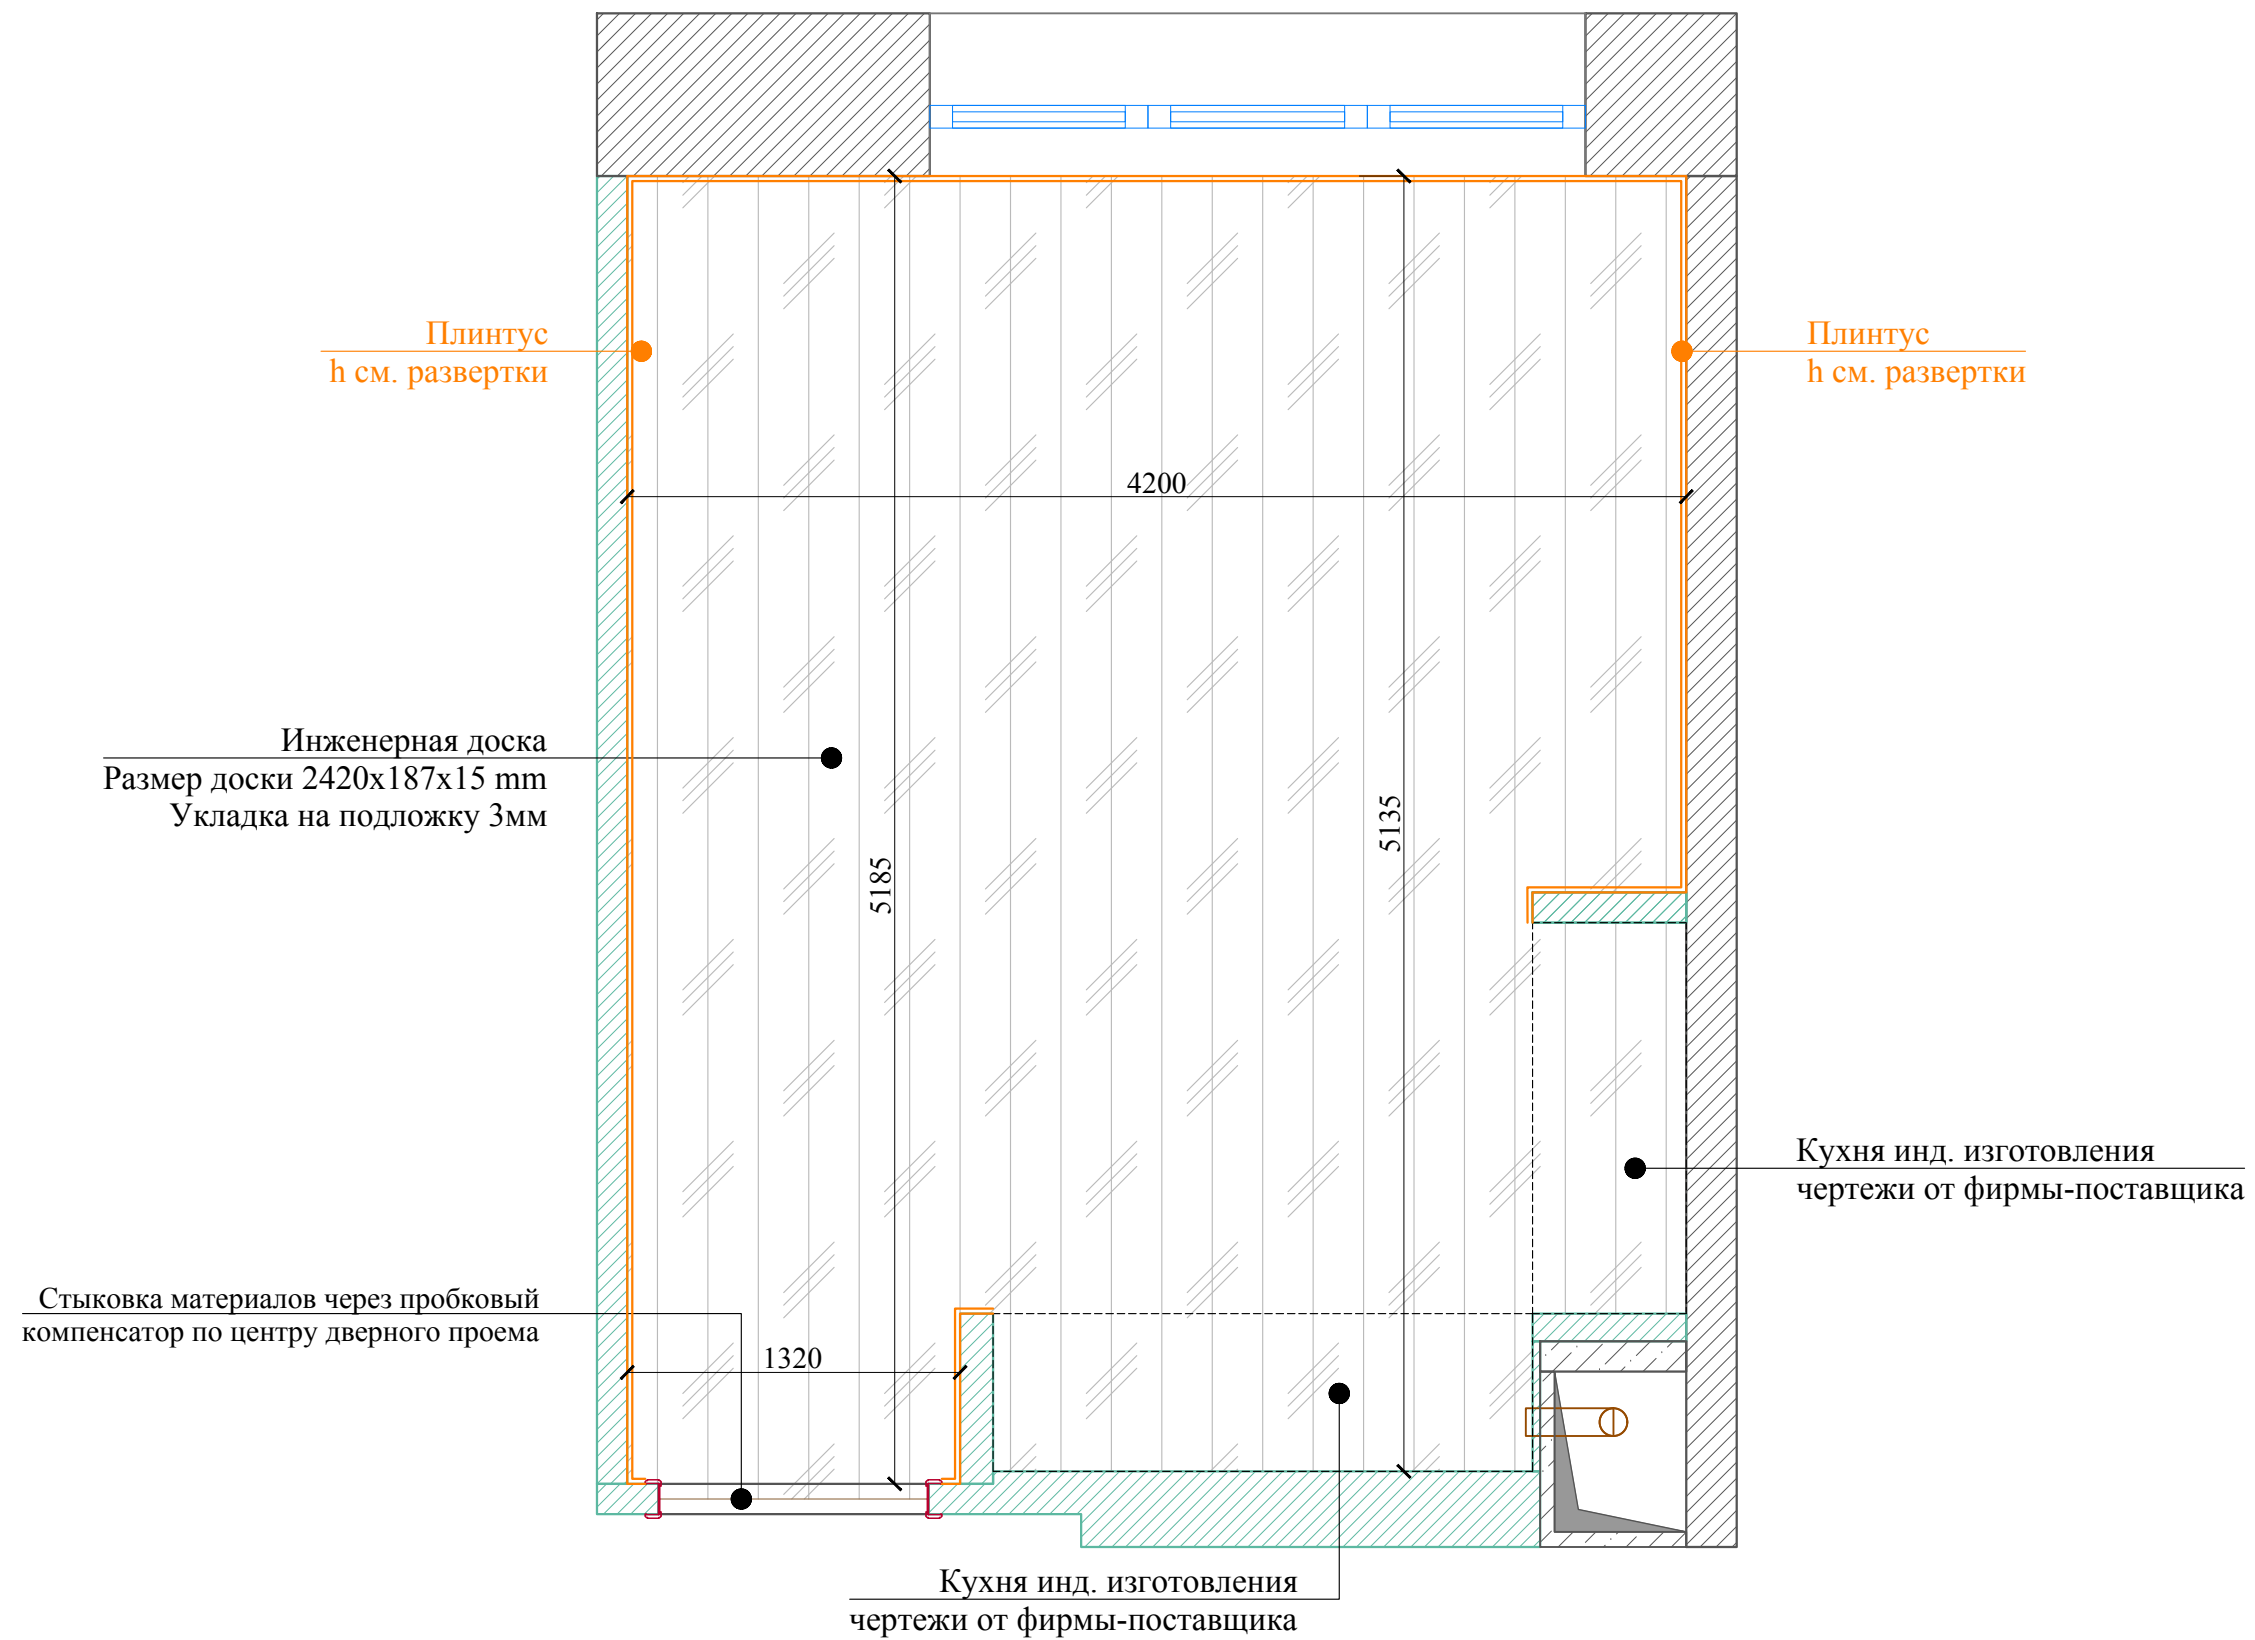 Плинтус
h см. развертки
Плинтус
h см. развертки
4200
Инженерная доска
Размер доски 2420х187х15 mm
Укладка на подложку 3мм
5185
5135
Кухня инд. изготовления
чертежи от фирмы-поставщика
Стыковка материалов через пробковый
компенсатор по центру дверного проема
1320
Кухня инд. изготовления
чертежи от фирмы-поставщика